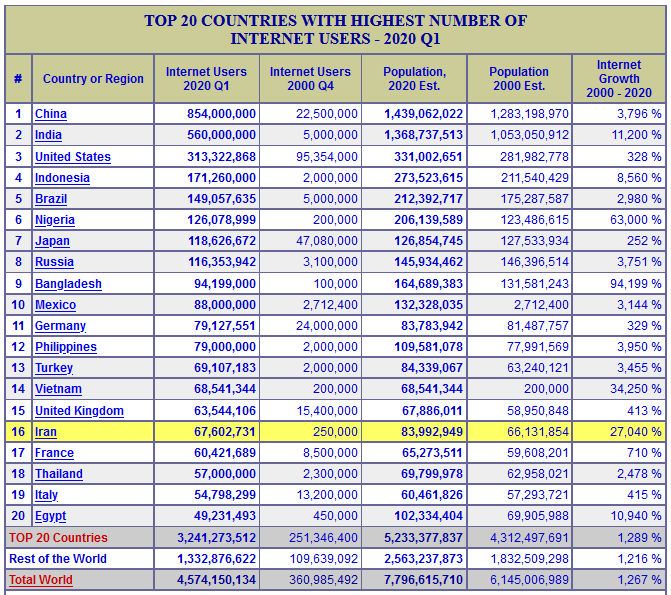 TOP 20 COUNTRIES WITH HIGHEST NUMBER OF
INTERNET USERS - 2020 Q1
# Country or Region Internet Users 2020 Q1 Internet Users 2000 Q4 Population, 2020 Est. Population 2000 Est. Internet Growth 2000 - 2020
1 China 854,000,000 22,500,000 1,439,062,022 1,283,198,970 3,796 %
2 India 560,000,000 5,000,000 1,368,737,513 1,053,050,912 11,200 %
3 United States 313,322,868 95,354,000 331,002,651 281,982,778 328 %
4 Indonesia 171,260,000 2,000,000 273,523,615 211,540,429 8,560 %
5 Brazil 149,057,635 5,000,000 212,392,717 175,287,587 2,980 %
6 Nigeria 126,078,999 200,000 206,139,589 123,486,615 63,000 %
7 Japan 118,626,672 47,080,000 126,854,745 127,533,934 252 %
8 Russia 116,353,942 3,100,000 145,934,462 146,396,514 3,751 %
9 Bangladesh 94,199,000 100,000 164,689,383 131,581,243 94,199 %
10 Mexico 88,000,000 2,712,400 132,328,035 2,712,400 3,144 %
11 Germany 79,127,551 24,000,000 83,783,942 81,487,757 329 %
12 Philippines 79,000,000 2,000,000 109,581,078 77,991,569 3,950 %
13 Turkey 69,107,183 2,000,000 84,339,067 63,240,121 3,455 %
14 Vietnam 68,541,344 200,000 68,541,344 200,000 34,250 %
15 United Kingdom 63,544,106 15,400,000 67,886,011 58,950,848 413 %
16 Iran 67,602,731 250,000 83,992,949 66,131,854 27,040 %
17 France 60,421,689 8,500,000 65,273,511 59,608,201 710 %
18 Thailand 57,000,000 2,300,000 69,799,978 62,958,021 2,478 %
19 Italy 54,798,299 13,200,000 60,461,826 57,293,721 415 %
20 Egypt 49,231,493 450,000 102,334,404 69,905,988 10,940 %
TOP 20 Countries 3,241,273,512 251,346,400 5,233,377,837 4,312,497,691 1,289 %
Rest of the World 1,332,876,622 109,639,092 2,563,237,873 1,832,509,298 1,216 %
Total World 4,574,150,134 360,985,492 7,796,615,710 6,145,006,989 1,267 %